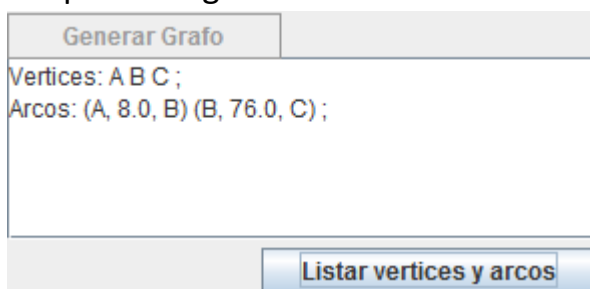 Generar Grafo
Vertices: A B C ;
Arcos: (A, 8.0, B) (B, 76.0, C) ;
Listar vertices y arcos